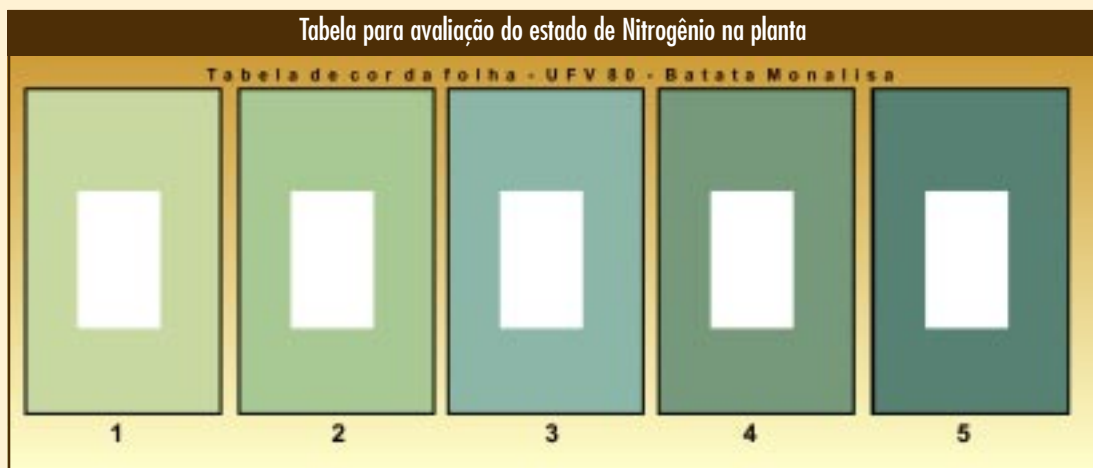 Tabela para avaliação do estado de Nitrogênio na planta
Tabela de cor da folha - UFV 80 - Batata Monalisa
1 2 3 4 5